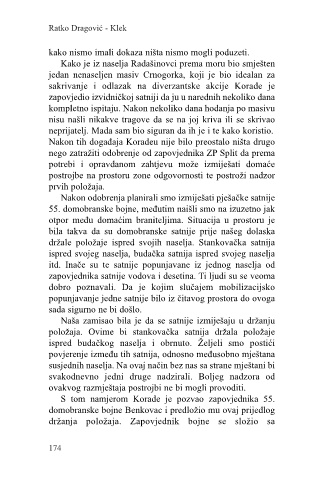 Ratko Dragović - Klek
kako nismo imali dokaza ništa nismo mogli poduzeti.
Kako je iz naselja Radašinovci prema moru bio smješten
jedan nenaseljen masiv Crnogorka, koji je bio idealan za
sakrivanje i odlazak na diverzantske akcije Korade je
zapovjedio izvidničkoj satniji da ju u narednih nekoliko dana
kompletno ispitaju. Nakon nekoliko dana hodanja po masivu
nisu našli nikakve tragove da se na joj kriva ili se skrivao
neprijatelj. Mada sam bio siguran da ih je i te kako koristio.
Nakon tih događaja Koradeu nije bilo preostalo ništa drugo
nego zatražiti odobrenje od zapovjednika ZP Split da prema
potrebi i opravdanom zahtjevu može izmiještati domaće
postrojbe na prostoru zone odgovornosti te postroži nadzor
prvih položaja.
Nakon odobrenja planirali smo izmiještati pješačke satnije
55. domobranske bojne, međutim naišli smo na izuzetno jak
otpor među domaćim braniteljima. Situacija u prostoru je
bila takva da su domobranske satnije prije našeg dolaska
držale položaje ispred svojih naselja. Stankovačka satnija
ispred svojeg naselja, budačka satnija ispred svojeg naselja
itd. Inače su te satnije popunjavane iz jednog naselja od
zapovjednika satnije vodova i desetina. Ti ljudi su se veoma
dobro poznavali. Da je kojim slučajem mobilizacijsko
popunjavanje jedne satnije bilo iz čitavog prostora do ovoga
sada sigurno ne bi došlo.
Naša zamisao bila je da se satnije izmiješaju u držanju
položaja. Ovime bi stankovačka satnija držala položaje
ispred budačkog naselja i obrnuto. Željeli smo postići
povjerenje između tih satnija, odnosno međusobno mještana
susjednih naselja. Na ovaj način bez nas sa strane mještani bi
svakodnevno jedni druge nadzirali. Boljeg nadzora od
ovakvog razmještaja postrojbi ne bi mogli provoditi.
S tom namjerom Korade je pozvao zapovjednika 55.
domobranske bojne Benkovac i predložio mu ovaj prijedlog
držanja položaja. Zapovjednik bojne se složio sa
174